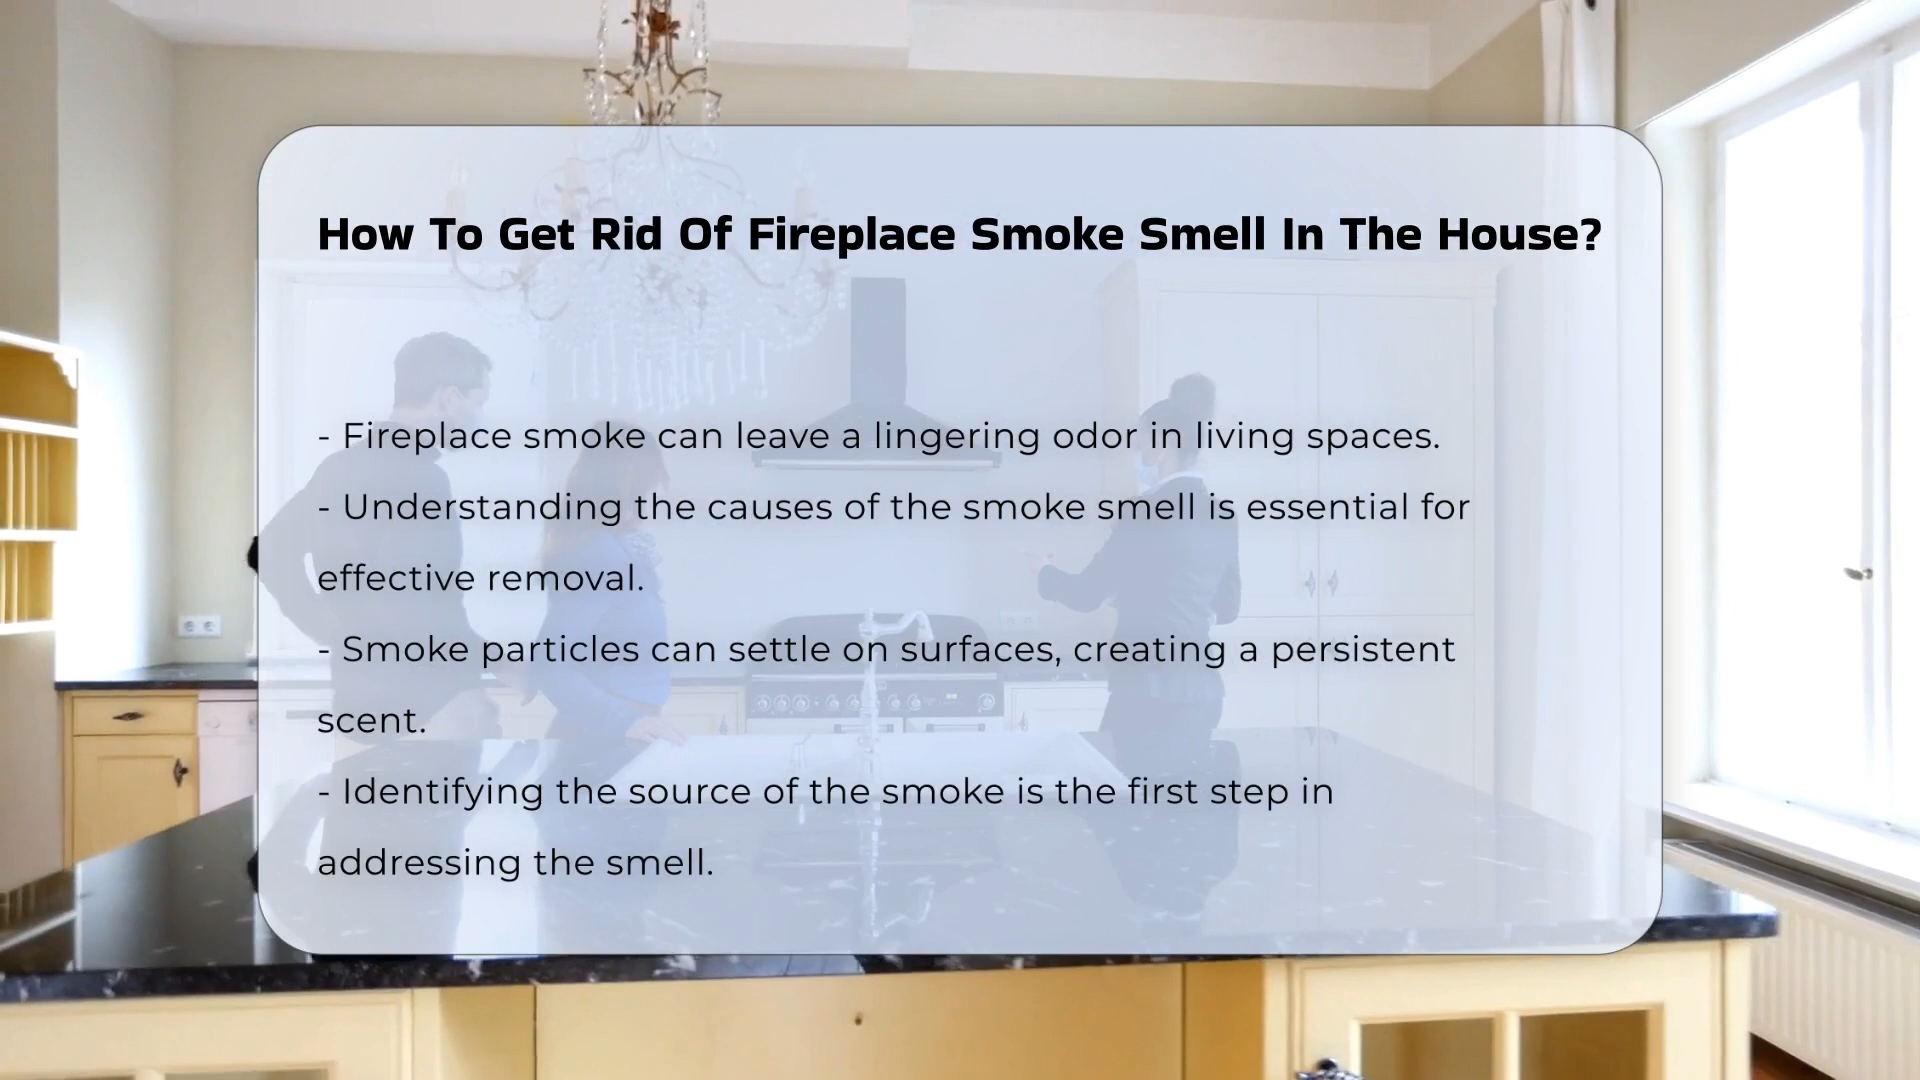 How To Get Rid Of Fireplace Smoke Smell In The House?
- Fireplace smoke can leave a lingering odor in living spaces.
- Understanding the causes of the smoke smell is essential for
effective removal.
- Smoke particles can settle on surfaces, creating a persistent
scent.
- Identifying the source of the smoke is the first step in
addressing the smell.